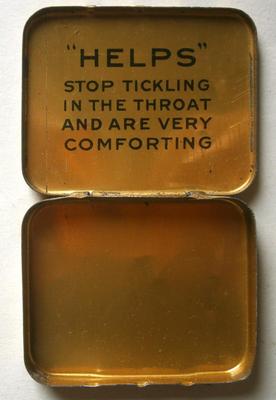 "HELPS"
STOP TICKLING
IN THE THROAT
AND ARE VERY
COMFORTING